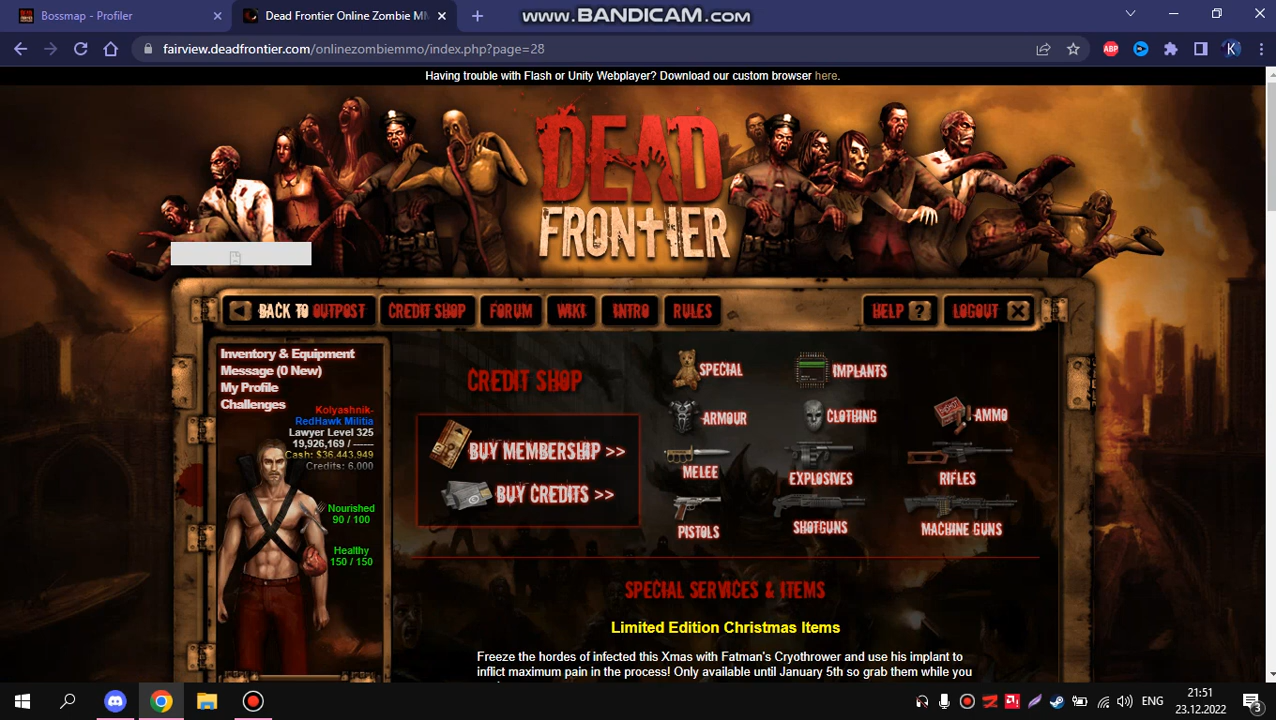 Bossmap - Profiler
Dead Frontier Online Zombie MM
www.BANDICAM.com
fairview.deadfrontier.com/onlinezombiemmo/index.php?page=28
ABP
K
Having trouble with Flash or Unity Webplayer? Download our custom browser here.
DEAD
FRONTIER
BACK TO OUTPOST
CREDIT SHOP
FORUM
WIKI
INTRO
RULES
HELP ?
LOGOUT X
Inventory & Equipment
Message (0 New)
My Profile
Challenges
Kolyashnik-
RedHawk Militia
Lawyer Level 325
19,926,169 / ------
Cash: $36,443,949
Credits: 6,000
Nourished
90 / 100
Healthy
150 / 150
CREDIT SHOP
BUY MEMBERSHIP >>
BUY CREDITS >>
SPECIAL
IMPLANTS
ARMOUR
CLOTHING
AMMO
MELEE
EXPLOSIVES
RIFLES
PISTOLS
SHOTGUNS
MACHINE GUNS
SPECIAL SERVICES & ITEMS
Limited Edition Christmas Items
Freeze the hordes of infected this Xmas with Fatman's Cryothrower and use his implant to
inflict maximum pain in the process! Only available until January 5th so grab them while you
ENG
21:51
23.12.2022
3